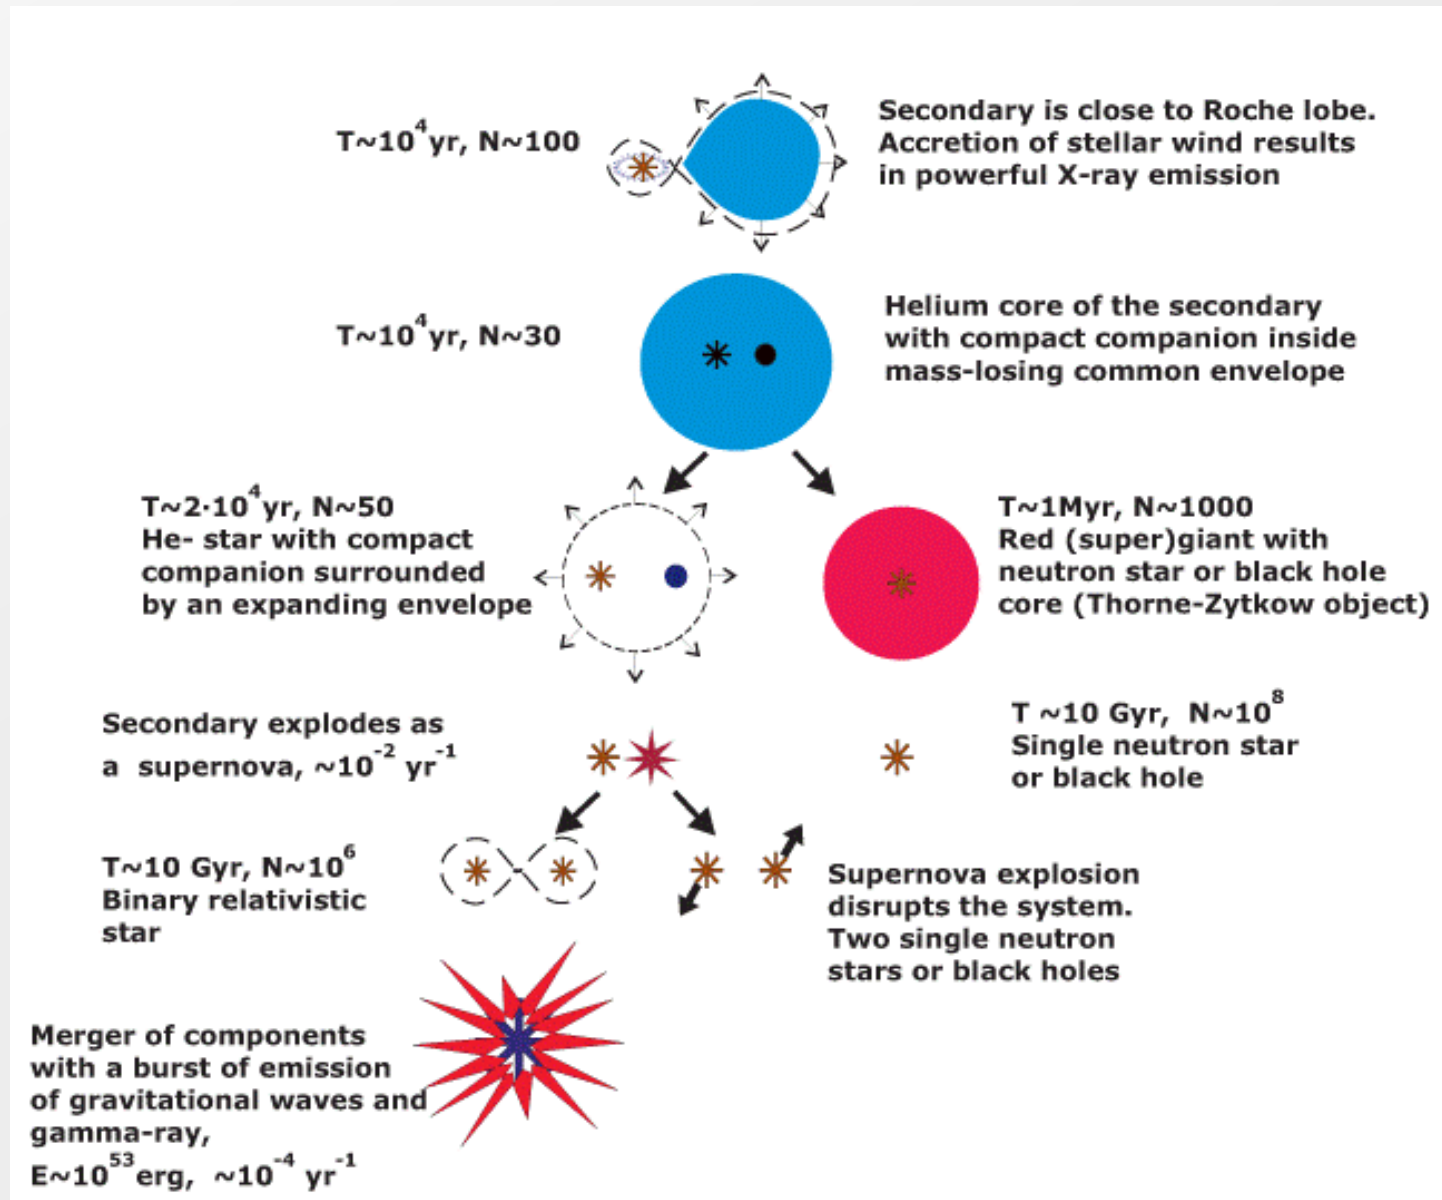 T~10⁴yr, N~100
Secondary is close to Roche lobe.
Accretion of stellar wind results
in powerful X-ray emission
T~10⁴yr, N~30
Helium core of the secondary
with compact companion inside
mass-losing common envelope
T~2·10⁴yr, N~50
He- star with compact
companion surrounded
by an expanding envelope
T~1Myr, N~1000
Red (super)giant with
neutron star or black hole
core (Thorne-Zytkow object)
Secondary explodes as
a supernova, ~10⁻² yr⁻¹
T ~10 Gyr, N~10⁸
Single neutron star
or black hole
T~10 Gyr, N~10⁶
Binary relativistic
star
Supernova explosion
disrupts the system.
Two single neutron
stars or black holes
Merger of components
with a burst of emission
of gravitational waves and
gamma-ray,
E~10⁵³erg, ~10⁻⁴ yr⁻¹